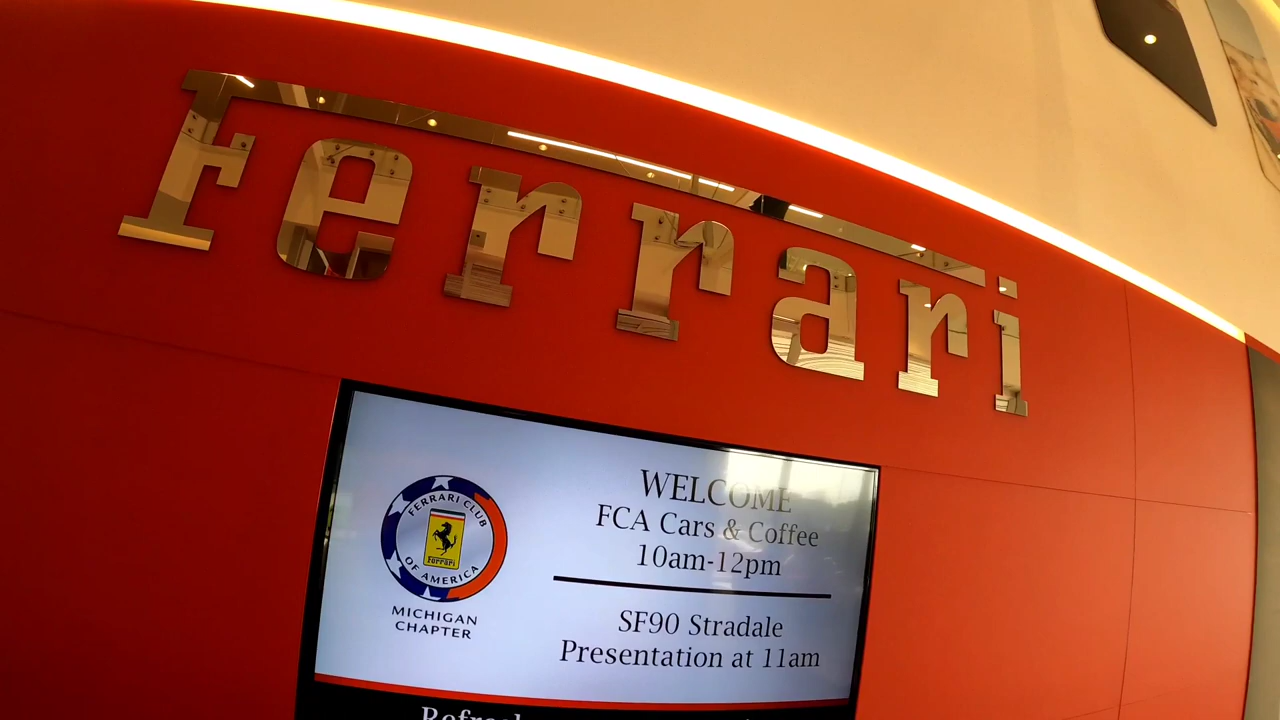 Ferrari
WELCOME
FCA Cars & Coffee
10am-12pm
SF90 Stradale
Presentation at 11am
FERRARI CLUB
Ferrari
OF AMERICA
MICHIGAN
CHAPTER